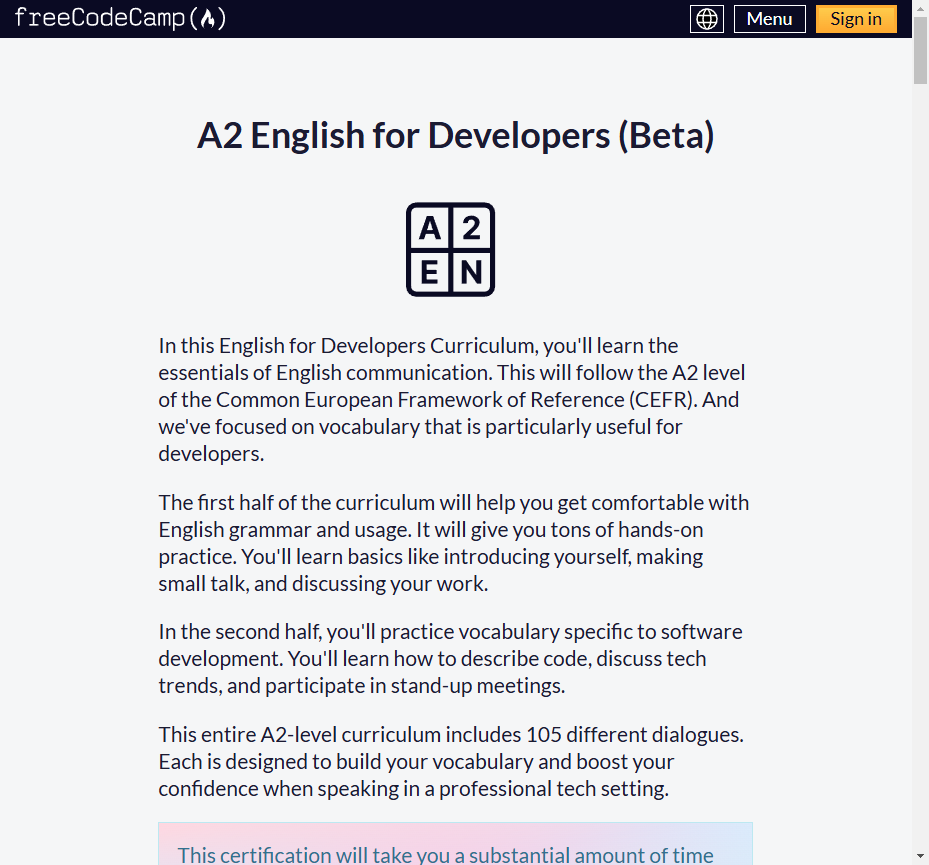 freeCodeCamp
Menu
Sign in
A2 English for Developers (Beta)
A 2
E N
In this English for Developers Curriculum, you'll learn the
essentials of English communication. This will follow the A2 level
of the Common European Framework of Reference (CEFR). And
we've focused on vocabulary that is particularly useful for
developers.
The first half of the curriculum will help you get comfortable with
English grammar and usage. It will give you tons of hands-on
practice. You'll learn basics like introducing yourself, making
small talk, and discussing your work.
In the second half, you'll practice vocabulary specific to software
development. You'll learn how to describe code, discuss tech
trends, and participate in stand-up meetings.
This entire A2-level curriculum includes 105 different dialogues.
Each is designed to build your vocabulary and boost your
confidence when speaking in a professional tech setting.
This certification will take you a substantial amount of time